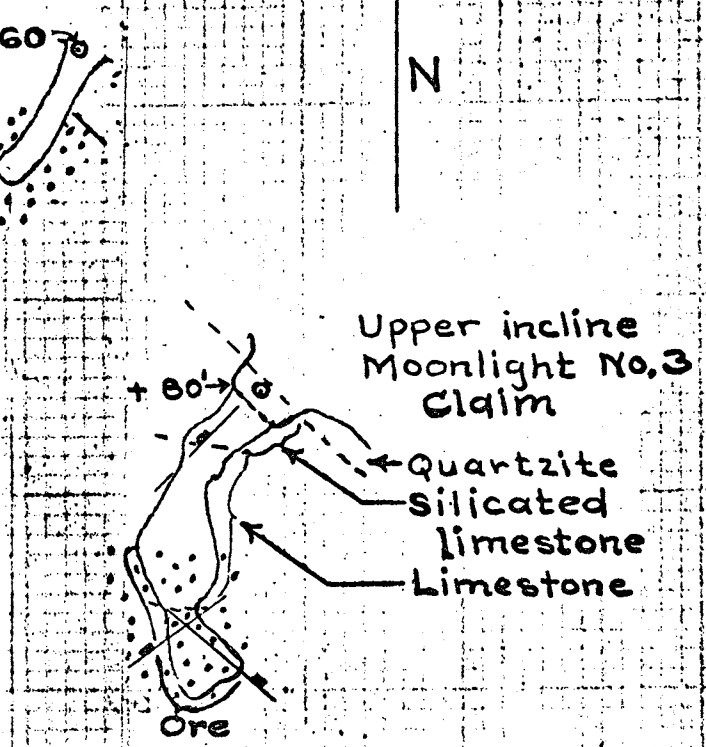 60
N
Upper incline
Moonlight No. 3
Claim
+ 80'
Quartzite
Silicated
limestone
Limestone
Ore